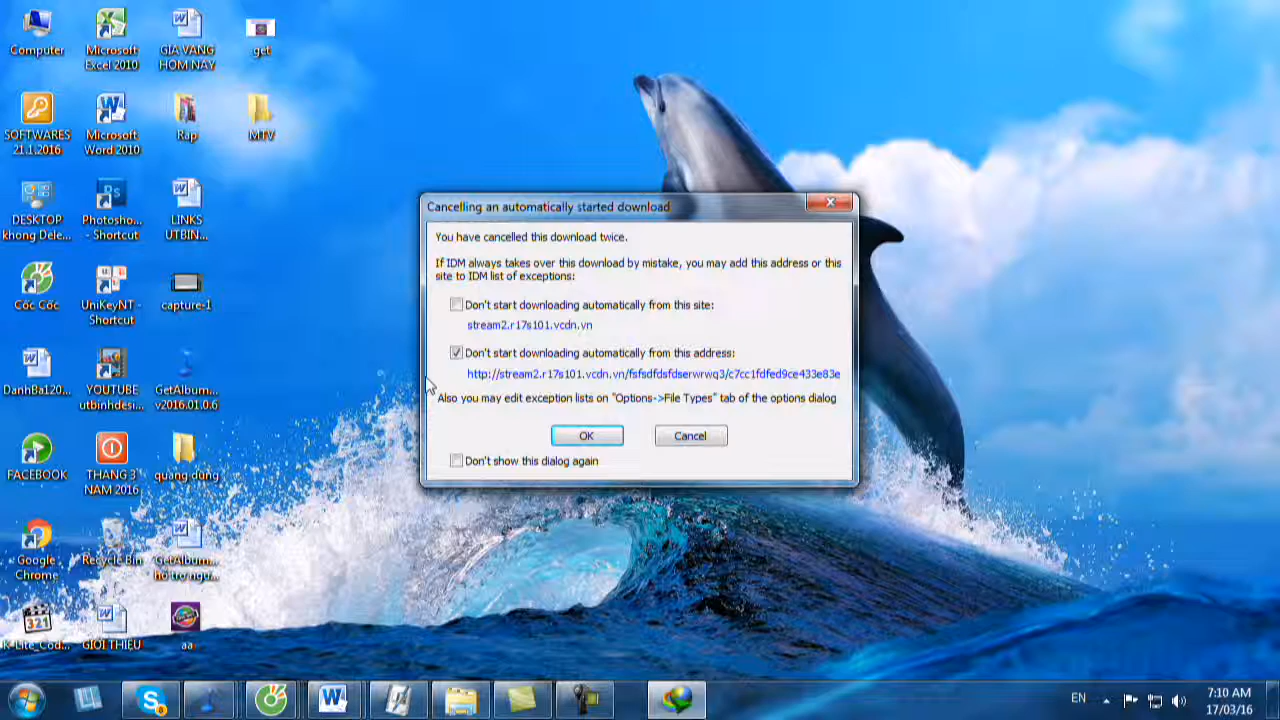 Computer
Microsoft
Excel 2010
GIA VANG
HOM NAY
get
SOFTWARES
21.1.2016
Microsoft
Word 2010
Rap
MTV
DESKTOP
khong Dele...
Photosho...
- Shortcut
LINKS
UTBIN...
Cốc Cốc
UniKeyNT -
Shortcut
capture-1
DanhBa120...
YOUTUBE
utbinhdesi...
GetAlbum...
v2016.01.0.6
FACEBOOK
THANG 3
NAM 2016
quang dung
Google
Chrome
Recycle Bin
GetAlbum...
ho tro ngu...
321
K-Lite_Cod...
GIOI THIEU
aa
Cancelling an automatically started download
You have cancelled this download twice.
If IDM always takes over this download by mistake, you may add this address or this
site to IDM list of exceptions:
Don't start downloading automatically from this site:
stream2.r17s101.vcdn.vn
Don't start downloading automatically from this address:
http://stream2.r17s101.vcdn.vn/fsfsdfdsfdserwrwq3/c7cc1fdfed9ce433e83e
Also you may edit exception lists on "Options->File Types" tab of the options dialog
OK
Cancel
Don't show this dialog again
EN
7:10 AM
17/03/16